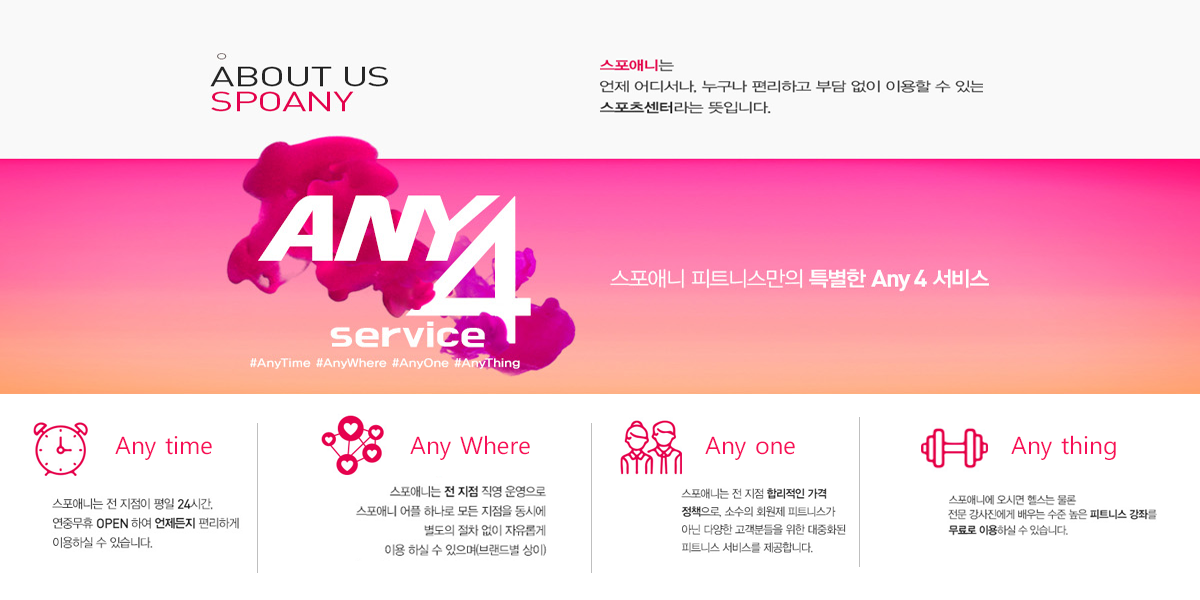 ABOUT US
SPOANY
스포애니는
언제 어디서나, 누구나 편리하고 부담 없이 이용할 수 있는
스포츠센터라는 뜻입니다.
ANY4
service
#AnyTime #AnyWhere #AnyOne #AnyThing
스포애니 피트니스만의 특별한 Any 4 서비스
Any time
스포애니는 전 지점이 평일 24시간,
연중무휴 OPEN 하여 언제든지 편리하게
이용하실 수 있습니다.
Any Where
스포애니는 전 지점 직영 운영으로
스포애니 어플 하나로 모든 지점을 동시에
별도의 절차 없이 자유롭게
이용 하실 수 있으며(브랜드별 상이)
Any one
스포애니는 전 지점 합리적인 가격
정책으로, 소수의 회원제 피트니스가
아닌 다양한 고객분들을 위한 대중화된
피트니스 서비스를 제공합니다.
Any thing
스포애니에 오시면 헬스는 물론
전문 강사진에게 배우는 수준 높은 피트니스 강좌를
무료로 이용하실 수 있습니다.